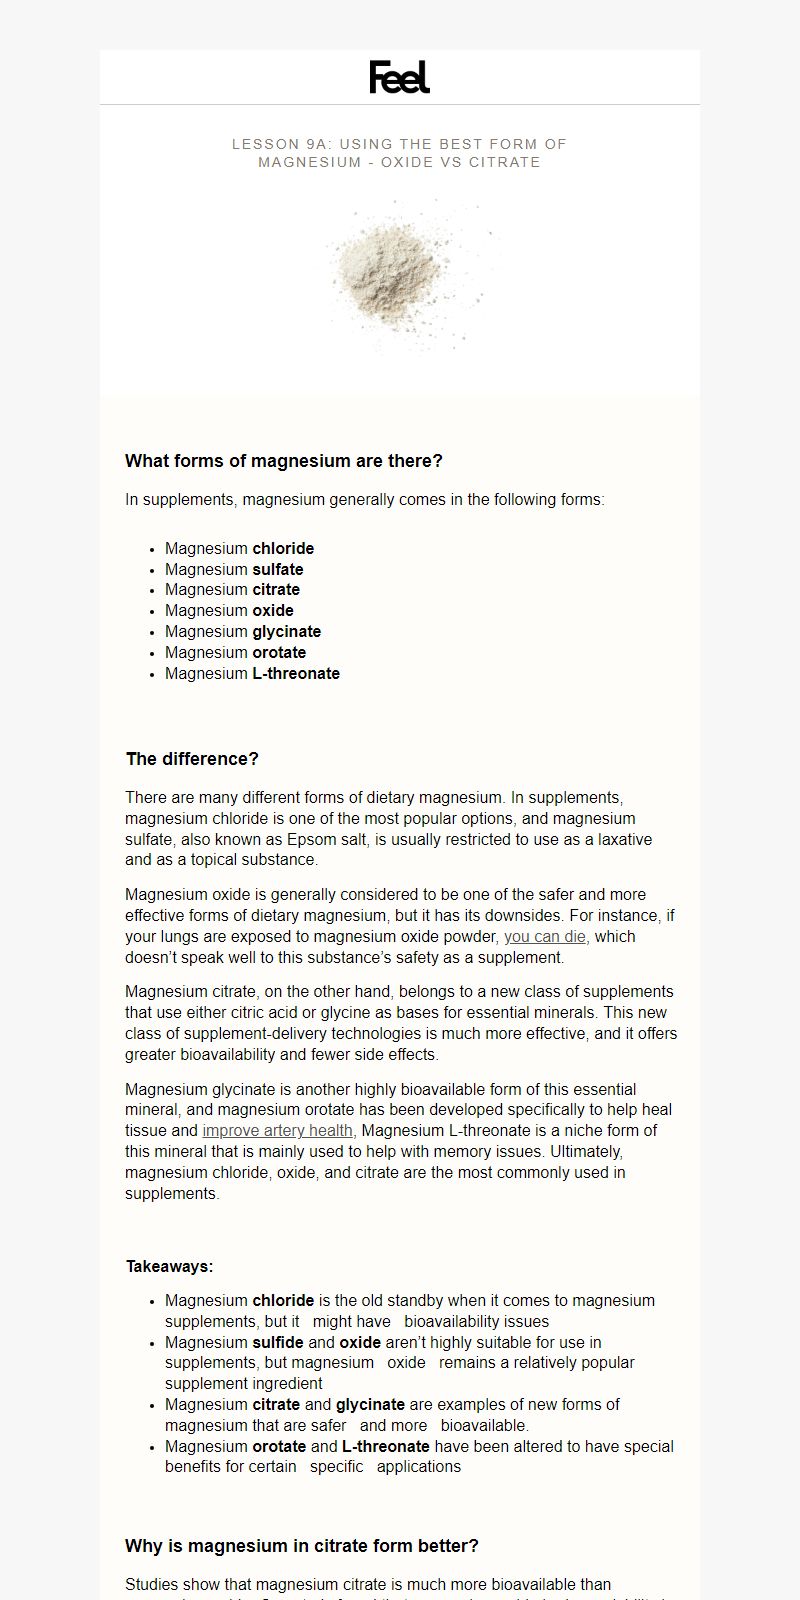 Feel
LESSON 9A: USING THE BEST FORM OF
MAGNESIUM - OXIDE VS CITRATE
What forms of magnesium are there?
In supplements, magnesium generally comes in the following forms:
• Magnesium chloride
• Magnesium sulfate
• Magnesium citrate
• Magnesium oxide
• Magnesium glycinate
• Magnesium orotate
• Magnesium L-threonate
The difference?
There are many different forms of dietary magnesium. In supplements,
magnesium chloride is one of the most popular options, and magnesium
sulfate, also known as Epsom salt, is usually restricted to use as a laxative
and as a topical substance.
Magnesium oxide is generally considered to be one of the safer and more
effective forms of dietary magnesium, but it has its downsides. For instance, if
your lungs are exposed to magnesium oxide powder, you can die, which
doesn’t speak well to this substance’s safety as a supplement.
Magnesium citrate, on the other hand, belongs to a new class of supplements
that use either citric acid or glycine as bases for essential minerals. This new
class of supplement-delivery technologies is much more effective, and it offers
greater bioavailability and fewer side effects.
Magnesium glycinate is another highly bioavailable form of this essential
mineral, and magnesium orotate has been developed specifically to help heal
tissue and improve artery health, Magnesium L-threonate is a niche form of
this mineral that is mainly used to help with memory issues. Ultimately,
magnesium chloride, oxide, and citrate are the most commonly used in
supplements.
Takeaways:
• Magnesium chloride is the old standby when it comes to magnesium
supplements, but it might have bioavailability issues
• Magnesium sulfide and oxide aren’t highly suitable for use in
supplements, but magnesium oxide remains a relatively popular
supplement ingredient
• Magnesium citrate and glycinate are examples of new forms of
magnesium that are safer and more bioavailable.
• Magnesium orotate and L-threonate have been altered to have special
benefits for certain specific applications
Why is magnesium in citrate form better?
Studies show that magnesium citrate is much more bioavailable than